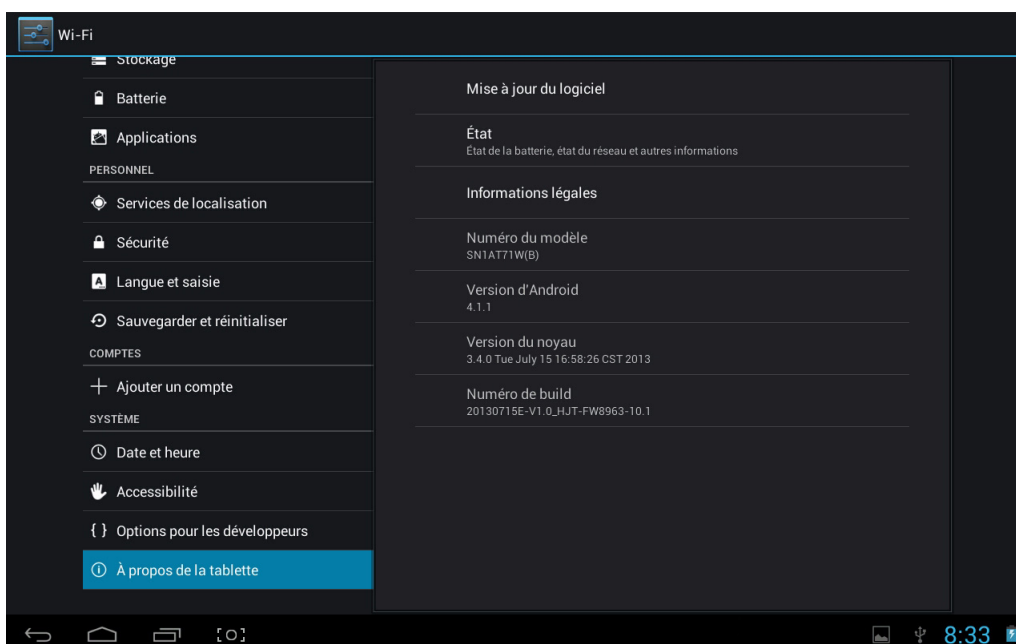 Wi-Fi
Stockage
Batterie
Applications
PERSONNEL
Services de localisation
Sécurité
Langue et saisie
Sauvegarder et réinitialiser
COMPTES
Ajouter un compte
SYSTÈME
Date et heure
Accessibilité
{ } Options pour les développeurs
À propos de la tablette
Mise à jour du logiciel
État
État de la batterie, état du réseau et autres informations
Informations légales
Numéro du modèle
SN1AT71W(B)
Version d'Android
4.1.1
Version du noyau
3.4.0 Tue July 15 16:58:26 CST 2013
Numéro de build
20130715E-V1.0_HJT-FW8963-10.1
8:33